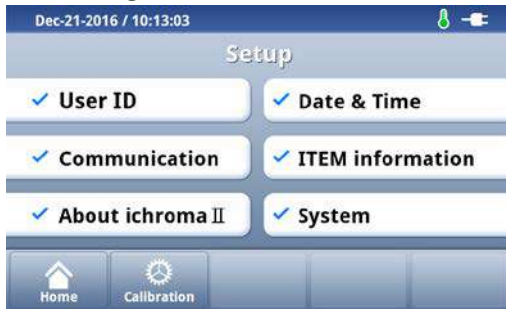 Dec-21-2016 / 10:13:03
Setup
User ID
Date & Time
Communication
ITEM information
About ichroma Ⅱ
System
Home
Calibration